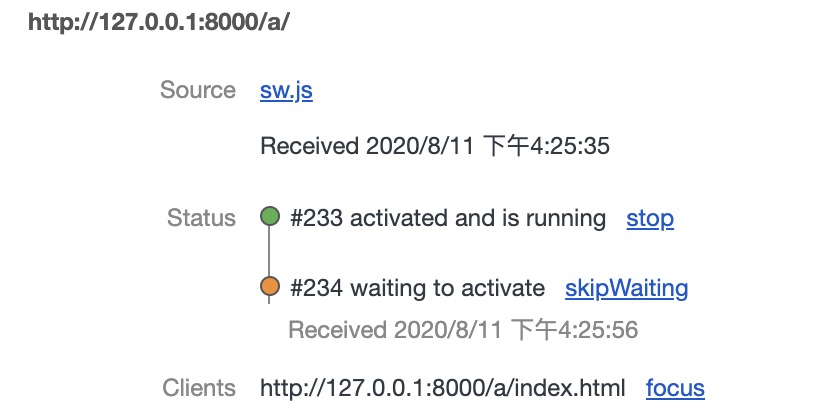 http://127.0.0.1:8000/a/
Source sw.js
Received 2020/8/11 下午4:25:35
Status #233 activated and is running stop
#234 waiting to activate skipWaiting
Received 2020/8/11 下午4:25:56
Clients http://127.0.0.1:8000/a/index.html focus